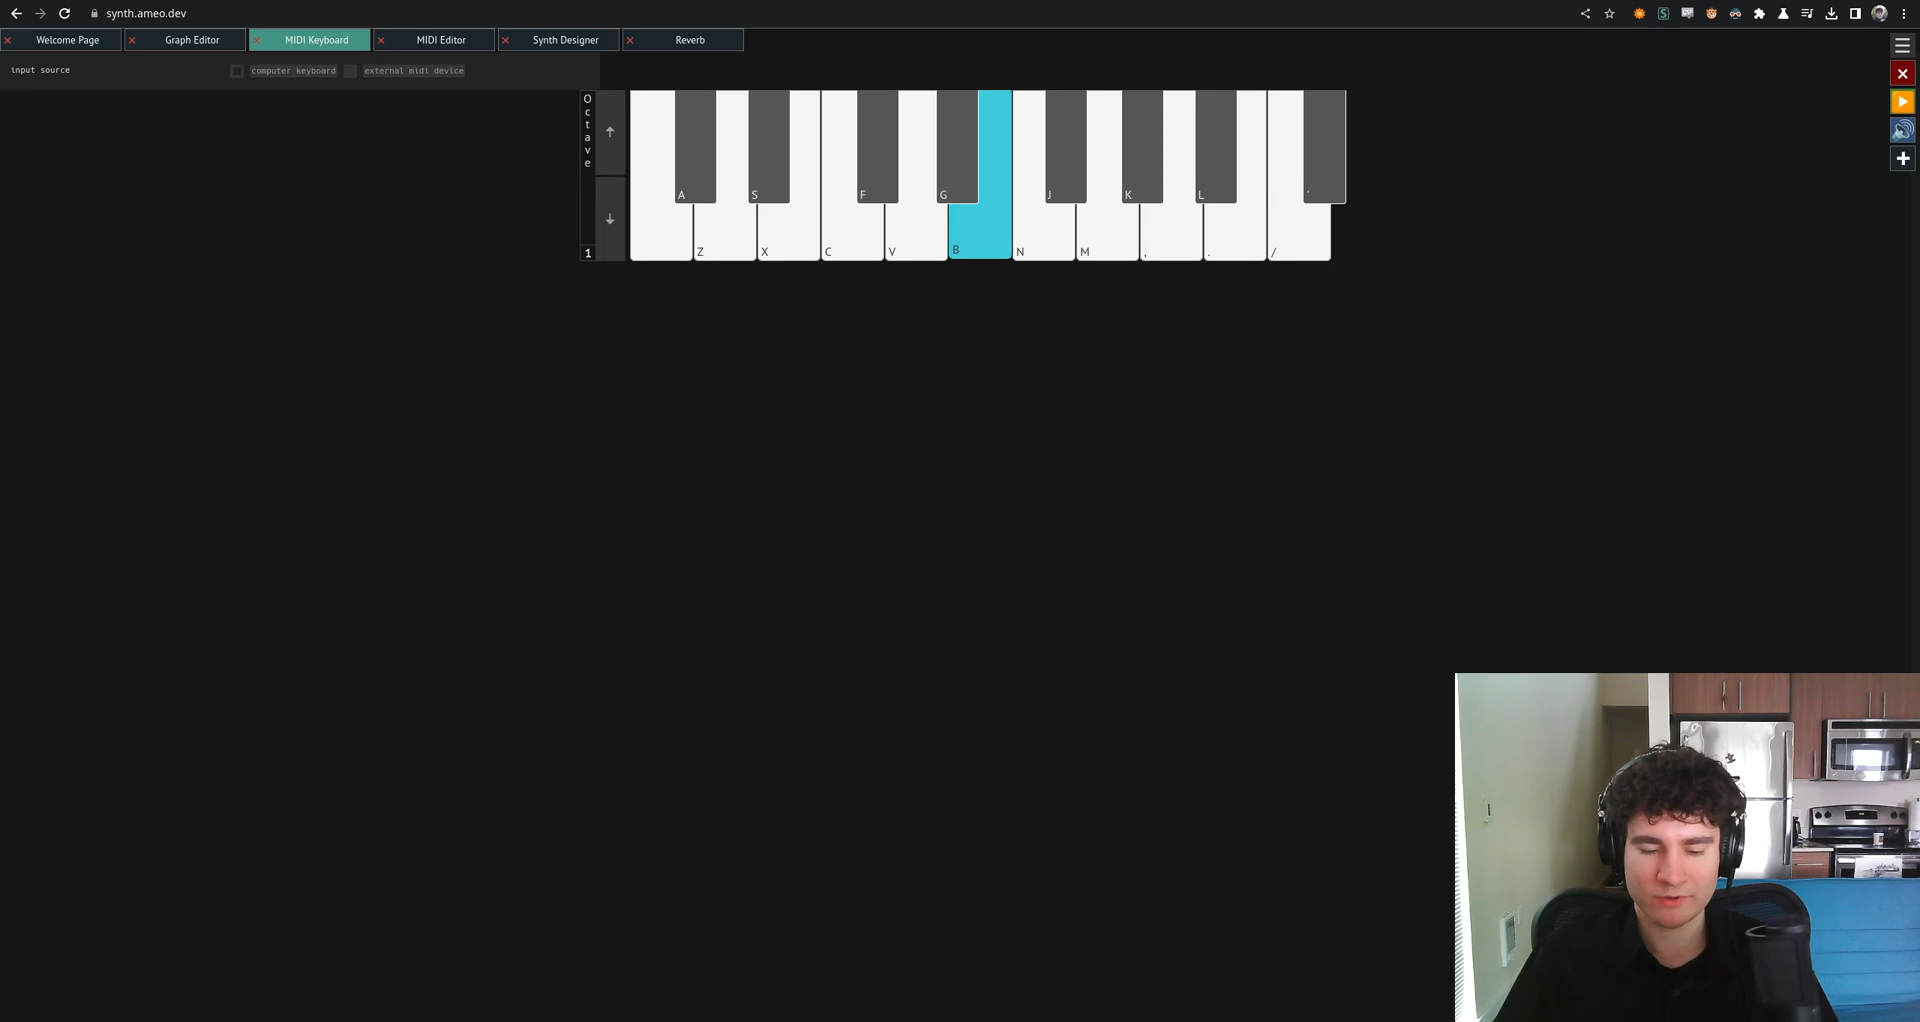 synth.ameo.dev
Welcome Page
Graph Editor
MIDI Keyboard
MIDI Editor
Synth Designer
Reverb
input source
computer keyboard
external midi device
Octave
1
A
S
F
G
J
K
L
'
Z
X
C
V
B
N
M
,
.
/